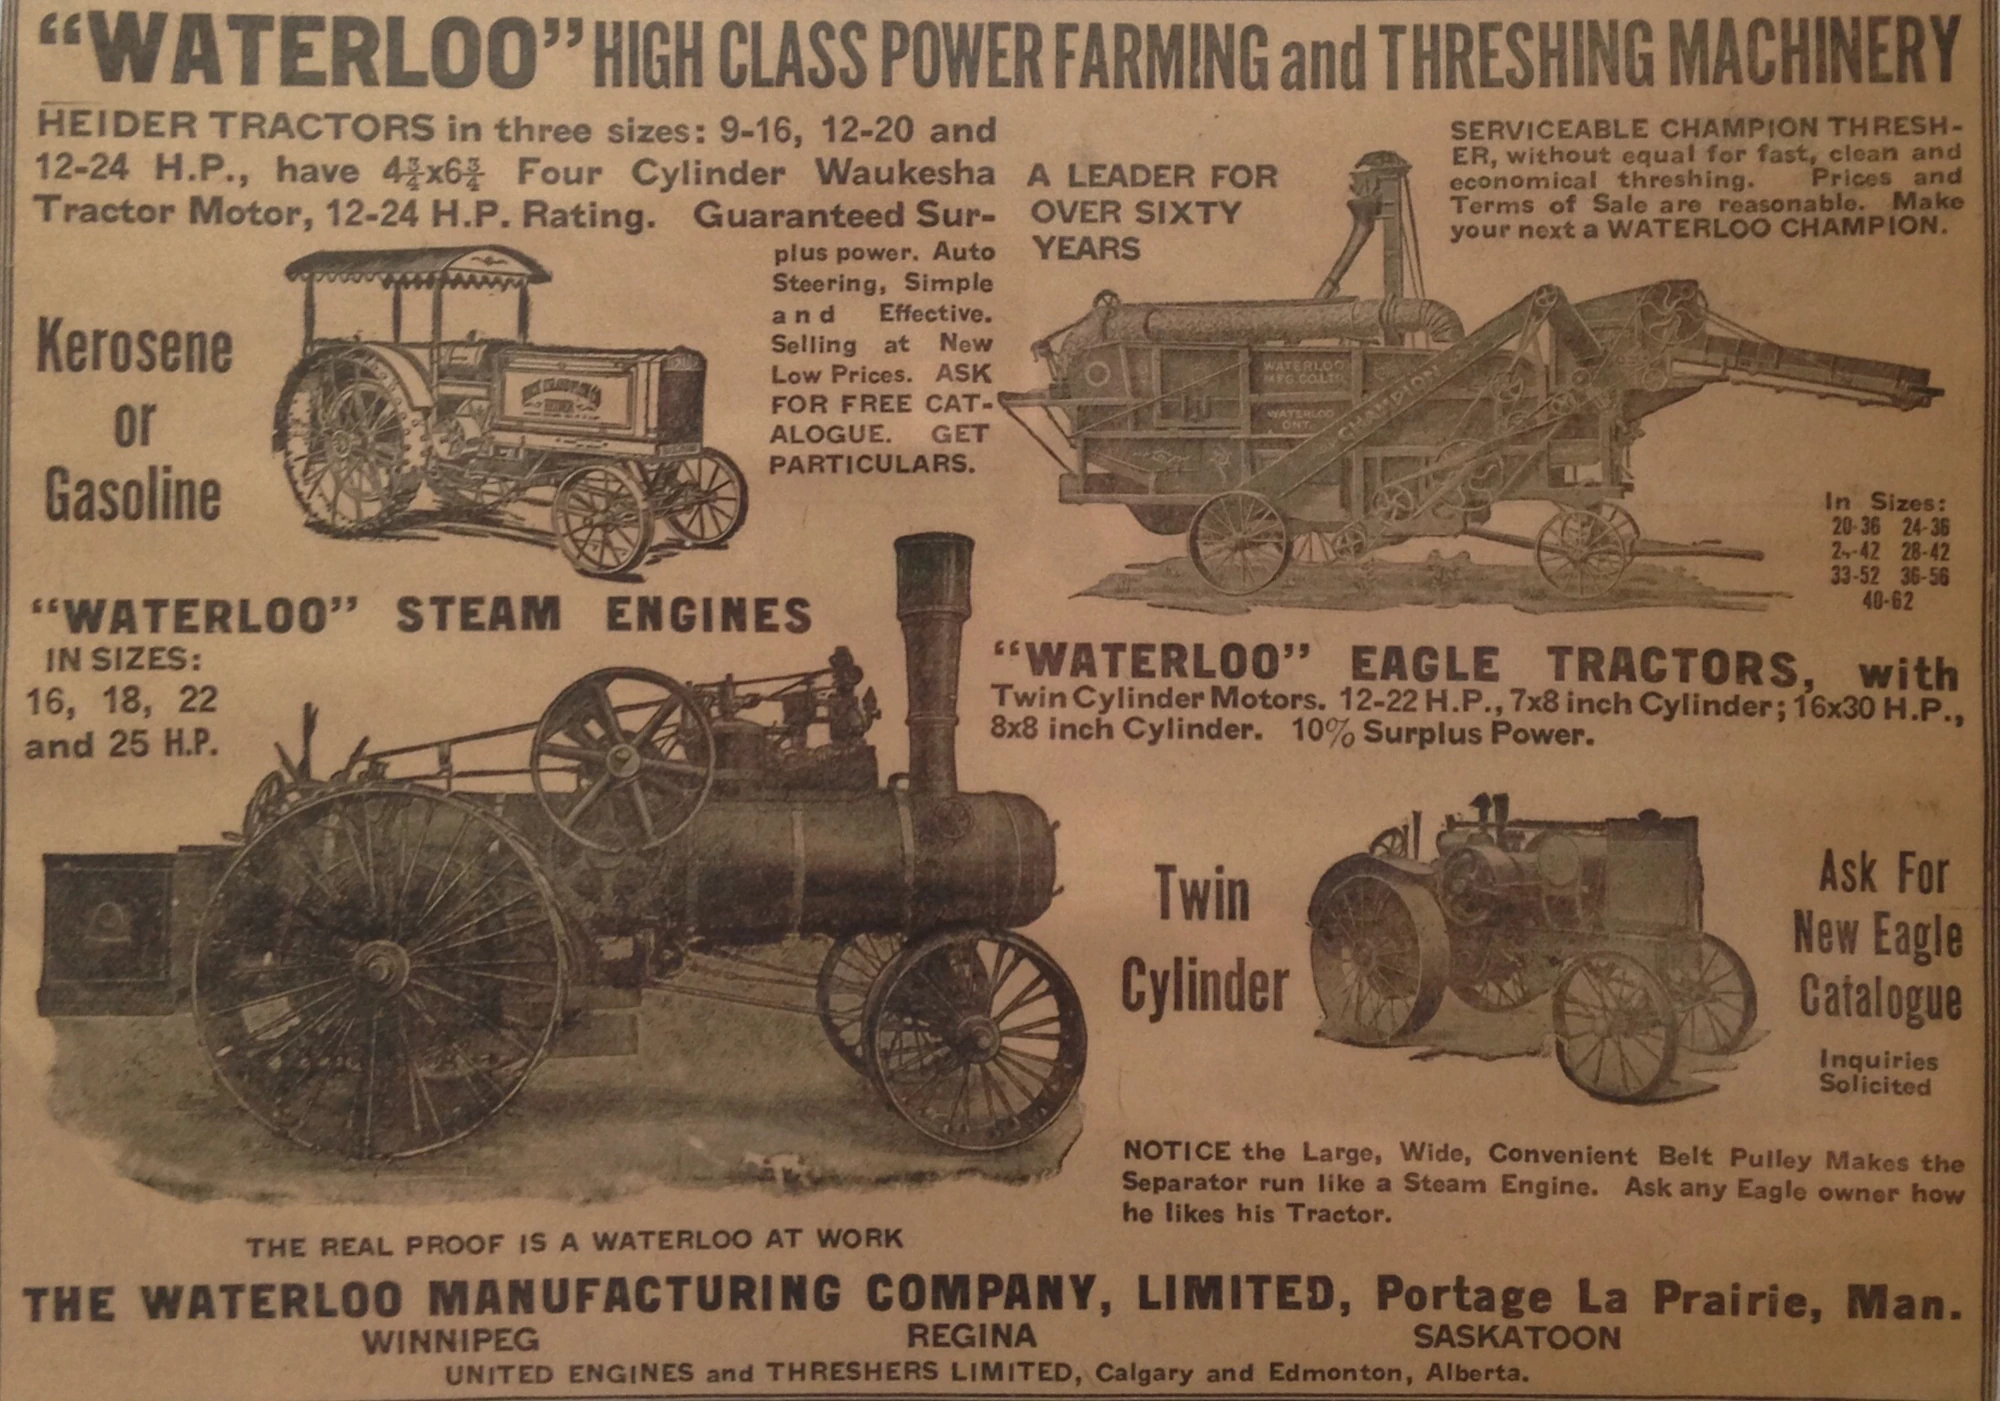 “WATERLOO” HIGH CLASS POWER FARMING and THRESHING MACHINERY
HEIDER TRACTORS in three sizes: 9-16, 12-20 and
12-24 H.P., have 4¾x6¾ Four Cylinder Waukesha
Tractor Motor, 12-24 H.P. Rating. Guaranteed Sur-
plus power. Auto
Steering, Simple
and Effective.
Selling at New
Low Prices. ASK
FOR FREE CAT-
ALOGUE. GET
PARTICULARS.
Kerosene
or
Gasoline
A LEADER FOR
OVER SIXTY
YEARS
SERVICEABLE CHAMPION THRESH-
ER, without equal for fast, clean and
economical threshing. Prices and
Terms of Sale are reasonable. Make
your next a WATERLOO CHAMPION.
WATERLOO
MFG. CO. LTD.
WATERLOO
ONT.
CHAMPION
In Sizes:
20-36 24-36
-42 28-42
33-52 36-56
40-62
“WATERLOO” STEAM ENGINES
IN SIZES:
16, 18, 22
and 25 H.P.
“WATERLOO” EAGLE TRACTORS, with
Twin Cylinder Motors. 12-22 H.P., 7x8 inch Cylinder; 16x30 H.P.,
8x8 inch Cylinder. 10% Surplus Power.
Twin
Cylinder
Ask For
New Eagle
Catalogue
Inquiries
Solicited
NOTICE the Large, Wide, Convenient Belt Pulley Makes the
Separator run like a Steam Engine. Ask any Eagle owner how
he likes his Tractor.
THE REAL PROOF IS A WATERLOO AT WORK
THE WATERLOO MANUFACTURING COMPANY, LIMITED, Portage La Prairie, Man.
WINNIPEG REGINA SASKATOON
UNITED ENGINES and THRESHERS LIMITED, Calgary and Edmonton, Alberta.